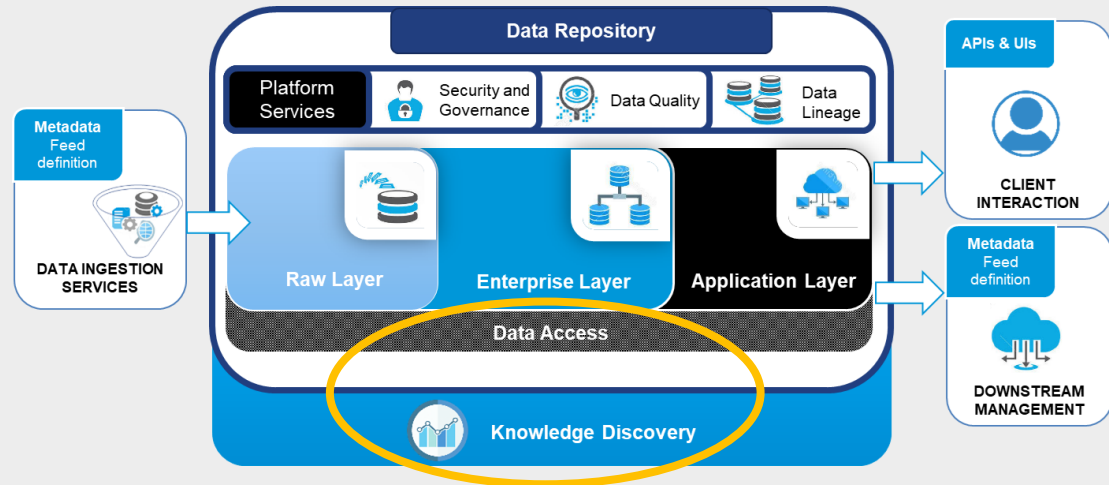 Data Repository
Platform
Services
Security and
Governance
Data Quality
Data
Lineage
Metadata
Feed
definition
DATA INGESTION
SERVICES
Raw Layer
Enterprise Layer
Application Layer
Data Access
Knowledge Discovery
APIs & UIs
CLIENT
INTERACTION
Metadata
Feed
definition
DOWNSTREAM
MANAGEMENT